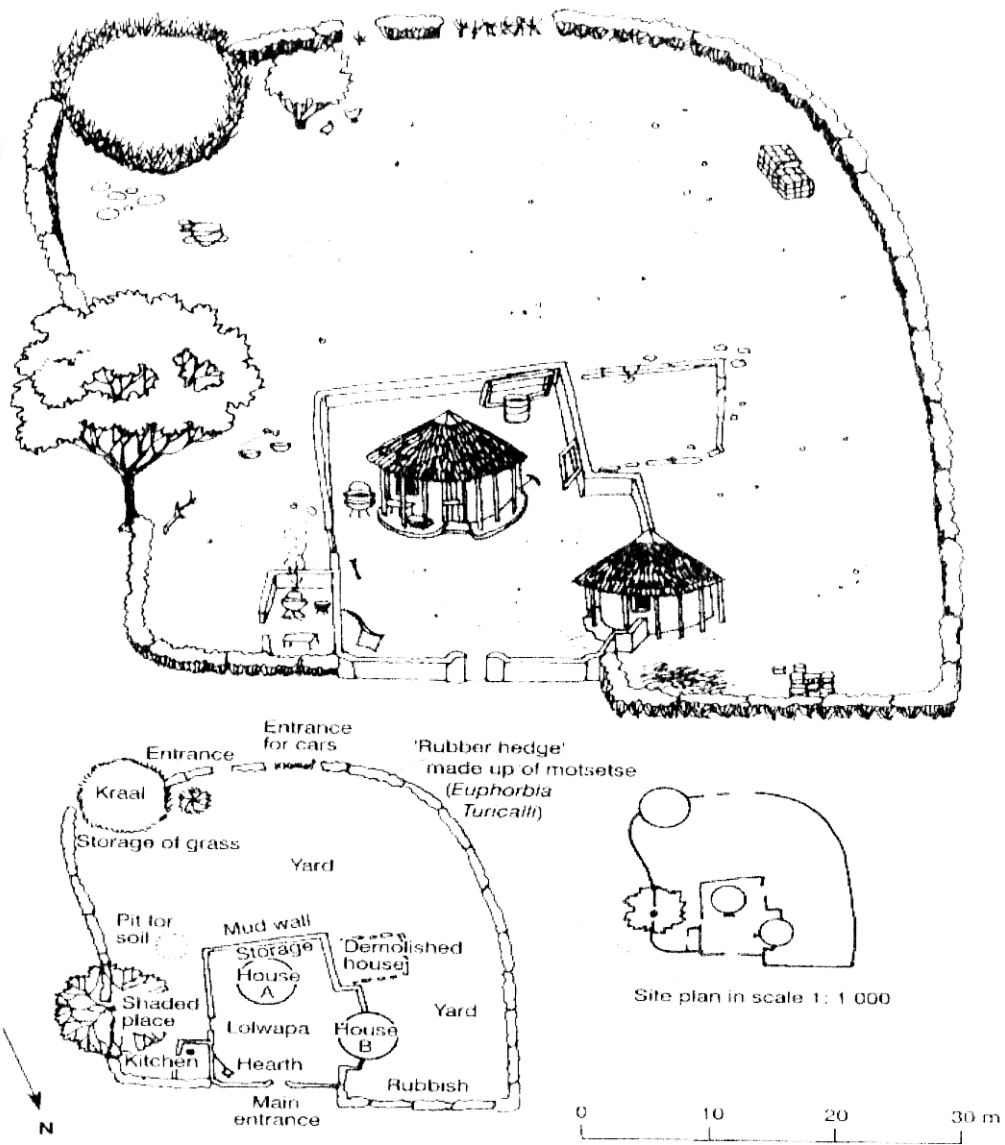 Entrance
for cars
Entrance
'Rubber hedge'
made up of motsetse
(Euphorbia
Turicalli)
Kraal
Storage of grass
Yard
Pit for
soil
Mud wall
Storage
Demolished
house
House
A
Shaded
place
Lolwapa
House
B
Yard
Kitchen
Hearth
Rubbish
Main
entrance
N
Site plan in scale 1: 1 000
0 10 20 30 m